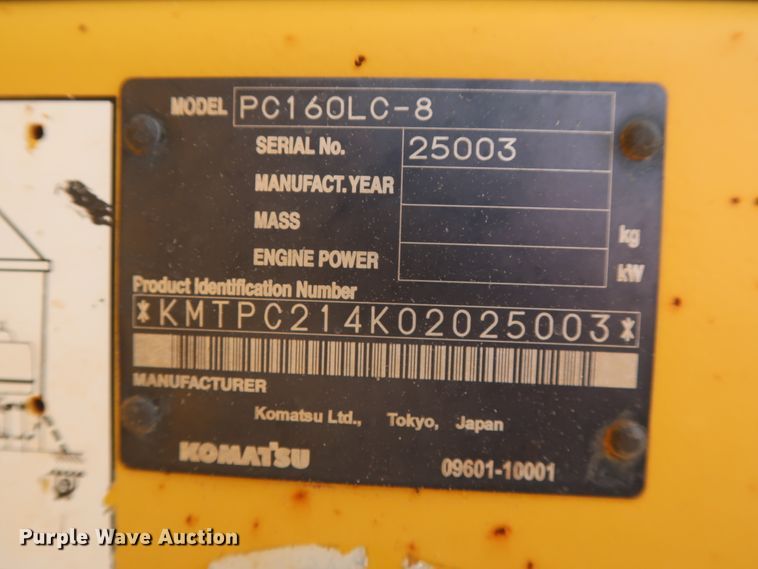 MODEL PC160LC-8
SERIAL No. 25003
MANUFACT. YEAR
MASS kg
ENGINE POWER kW
Product Identification Number
*KMTPC214K02025003*
MANUFACTURER
Komatsu Ltd., Tokyo, Japan
KOMATSU 09601-10001
Purple Wave Auction